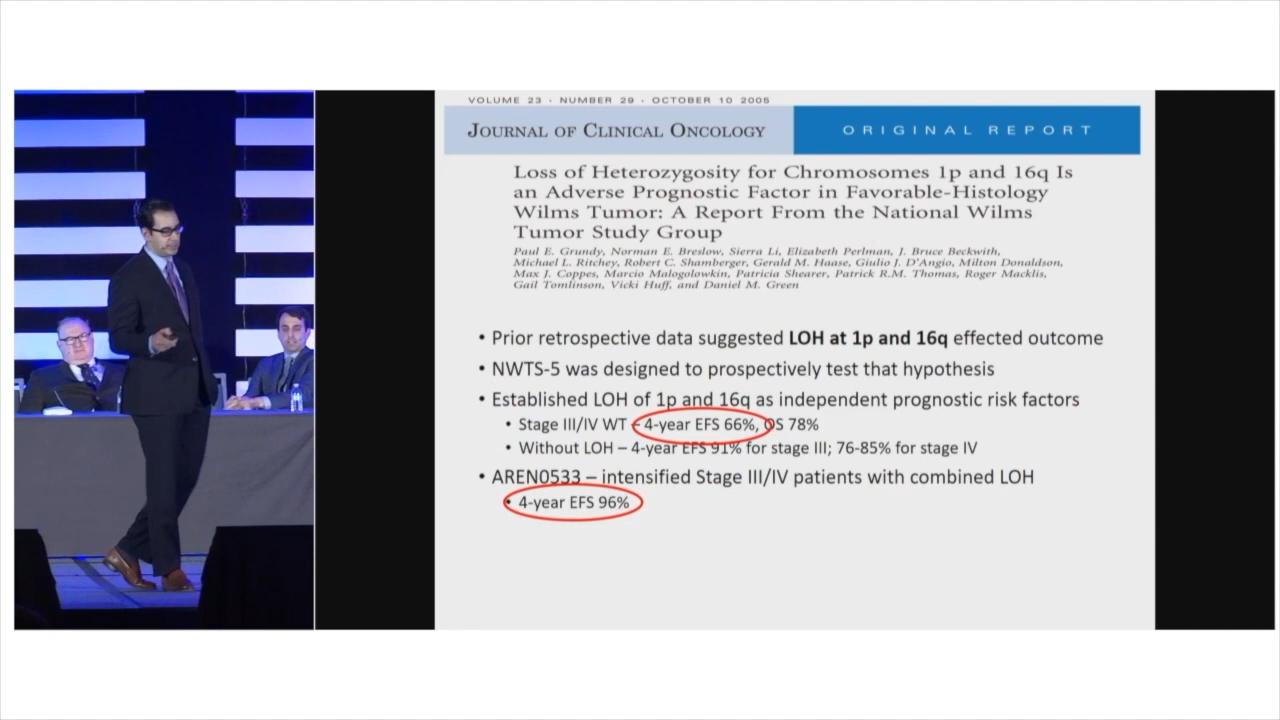 VOLUME 23 · NUMBER 29 · OCTOBER 10 2005
JOURNAL OF CLINICAL ONCOLOGY
ORIGINAL REPORT
Loss of Heterozygosity for Chromosomes 1p and 16q Is
an Adverse Prognostic Factor in Favorable-Histology
Wilms Tumor: A Report From the National Wilms
Tumor Study Group
Paul E. Grundy, Norman E. Breslow, Sierra Li, Elizabeth Perlman, J. Bruce Beckwith,
Michael L. Ritchey, Robert C. Shamberger, Gerald M. Haase, Giulio J. D'Angio, Milton Donaldson,
Max J. Coppes, Marcio Malogolowkin, Patricia Shearer, Patrick R.M. Thomas, Roger Macklis,
Gail Tomlinson, Vicki Huff, and Daniel M. Green
• Prior retrospective data suggested LOH at 1p and 16q effected outcome
• NWTS-5 was designed to prospectively test that hypothesis
• Established LOH of 1p and 16q as independent prognostic risk factors
• Stage III/IV WT – 4-year EFS 66%, OS 78%
• Without LOH – 4-year EFS 91% for stage III; 76-85% for stage IV
• AREN0533 – intensified Stage III/IV patients with combined LOH
• 4-year EFS 96%